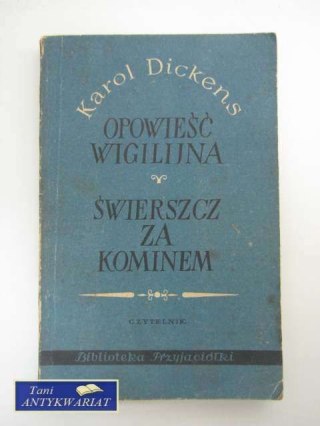 Karol Dickens
OPOWIEŚĆ
WIGILIJNA
ŚWIERSZCZ
ZA
KOMINEM
CZYTELNIK
Biblioteka Przyjaciółki
Tani
ANTYKWARIAT